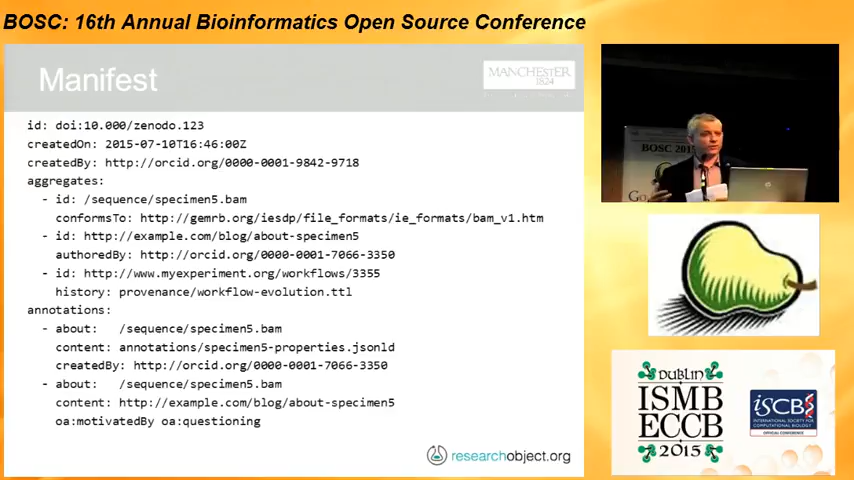 BOSC: 16th Annual Bioinformatics Open Source Conference
Manifest
MANCHESTER
1824
id: doi:10.000/zenodo.123
createdOn: 2015-07-10T16:46:00Z
createdBy: http://orcid.org/0000-0001-9842-9718
aggregates:
- id: /sequence/specimen5.bam
conformsTo: http://gemrb.org/iesdp/file_formats/ie_formats/bam_v1.htm
- id: http://example.com/blog/about-specimen5
authoredBy: http://orcid.org/0000-0001-7066-3350
- id: http://www.myexperiment.org/workflows/3355
history: provenance/workflow-evolution.ttl
annotations:
- about: /sequence/specimen5.bam
content: annotations/specimen5-properties.jsonld
createdBy: http://orcid.org/0000-0001-7066-3350
- about: /sequence/specimen5.bam
content: http://example.com/blog/about-specimen5
oa:motivatedBy oa:questioning
researchobject.org
BOSC 2015
DUBLIN
ISMB
ECCB
2015
iSCB
INTERNATIONAL SOCIETY FOR
COMPUTATIONAL BIOLOGY
OFFICIAL CONFERENCE